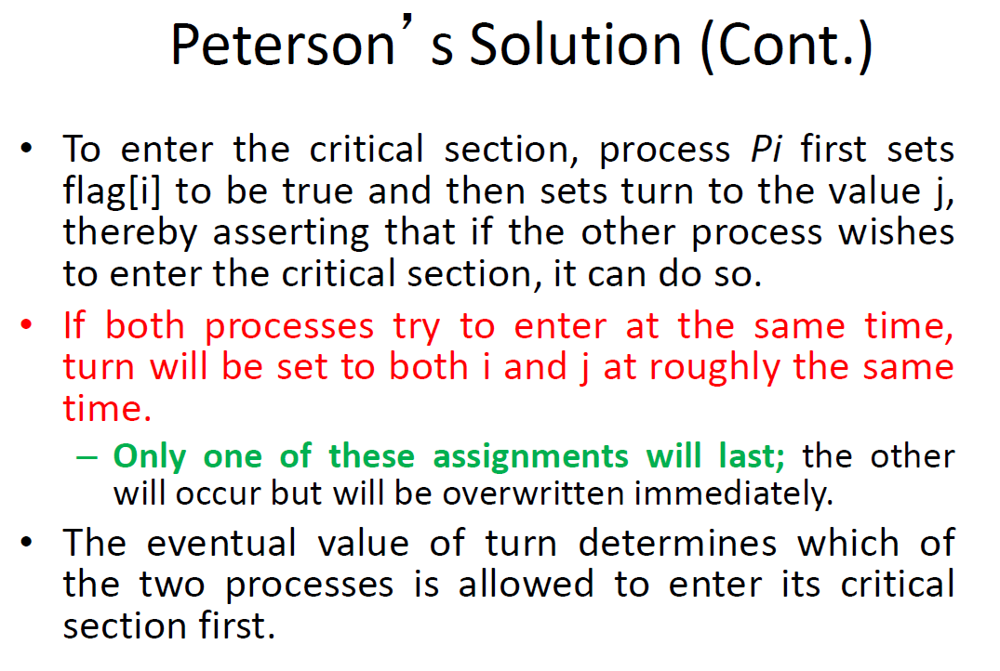 Peterson’ s Solution (Cont.)
• To enter the critical section, process Pi first sets
flag[i] to be true and then sets turn to the value j,
thereby asserting that if the other process wishes
to enter the critical section, it can do so.
• If both processes try to enter at the same time,
turn will be set to both i and j at roughly the same
time.
– Only one of these assignments will last; the other
will occur but will be overwritten immediately.
• The eventual value of turn determines which of
the two processes is allowed to enter its critical
section first.